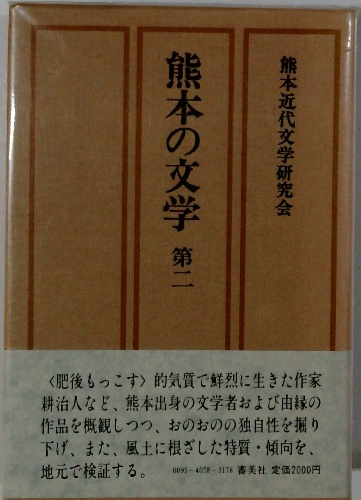 熊本近代文学研究会
熊本の文学 第二
〈肥後もっこす〉的気質で鮮烈に生きた作家
耕治人など、熊本出身の文学者および由縁の
作品を概観しつつ、おのおのの独自性を掘り
下げ、また、風土に根ざした特質・傾向を、
地元で検証する。
0095-4058-3178 審美社 定価2000円